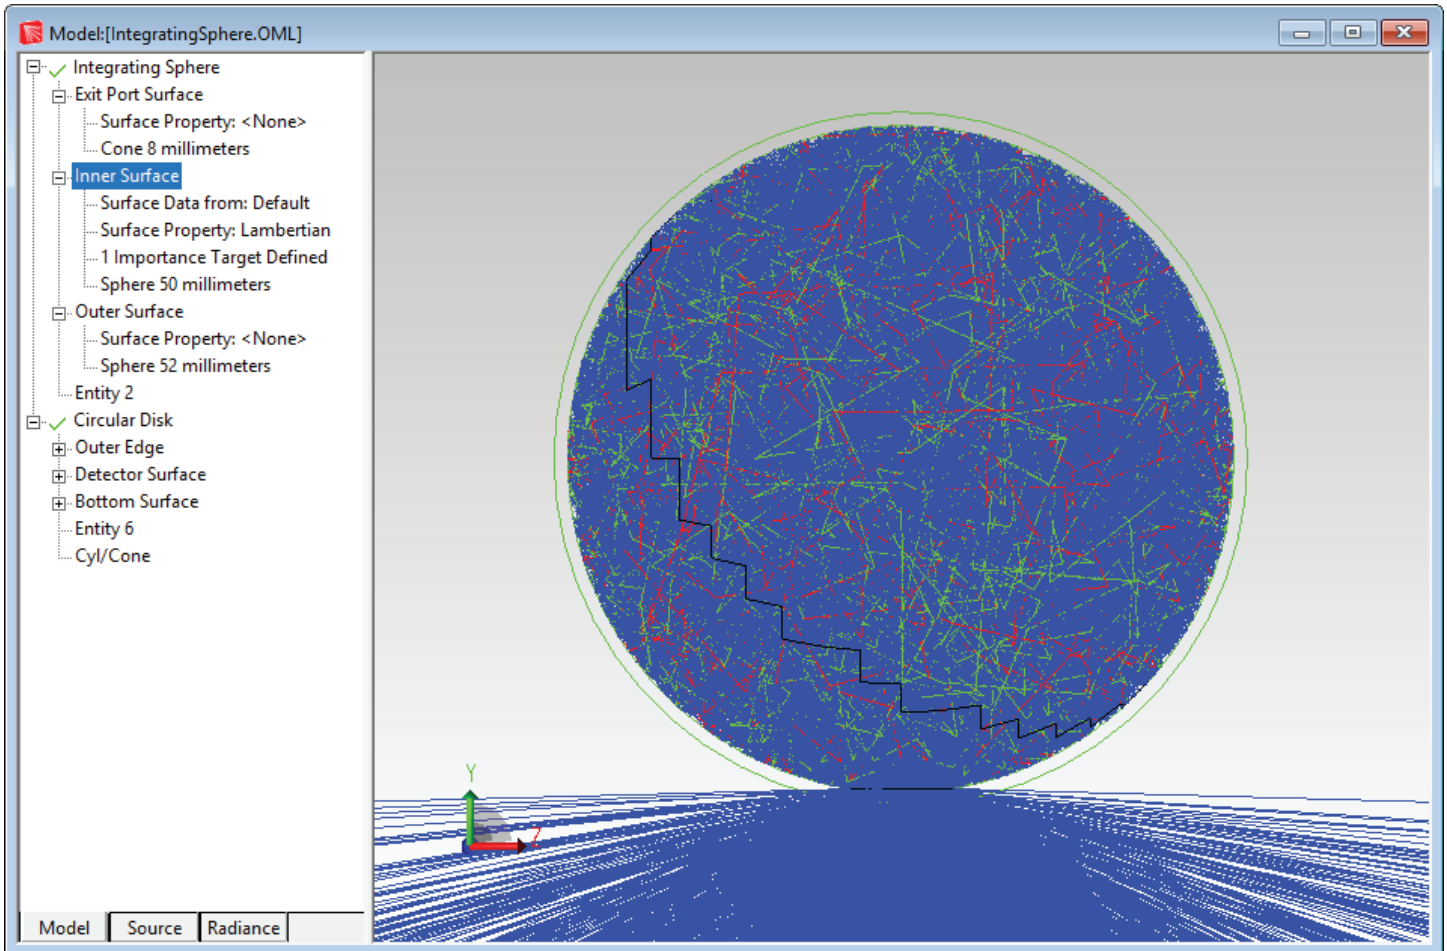 Model:[IntegratingSphere.OML]
Integrating Sphere
Exit Port Surface
Surface Property: <None>
Cone 8 millimeters
Inner Surface
Surface Data from: Default
Surface Property: Lambertian
1 Importance Target Defined
Sphere 50 millimeters
Outer Surface
Surface Property: <None>
Sphere 52 millimeters
Entity 2
Circular Disk
Outer Edge
Detector Surface
Bottom Surface
Entity 6
Cyl/Cone
Y
Z
Model Source Radiance